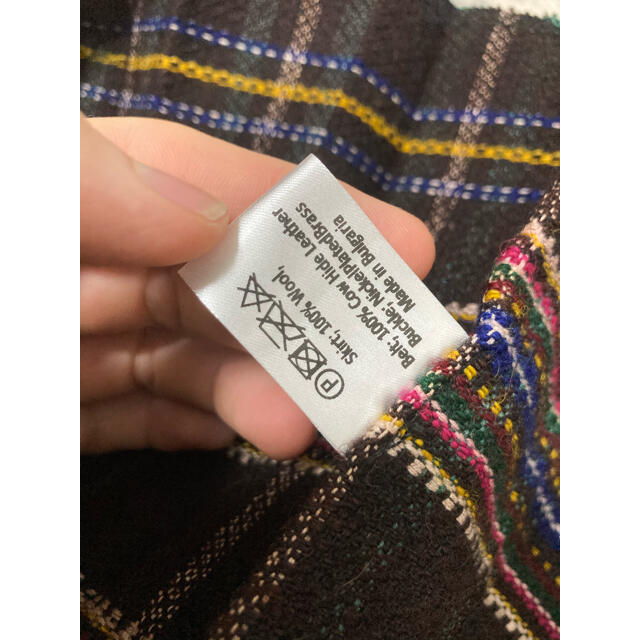 P
Skirt; 100% Wool,
Belt; 100% Cow Hide Leather
Buckle; NickelPlatedBrass
Made In Bulgaria